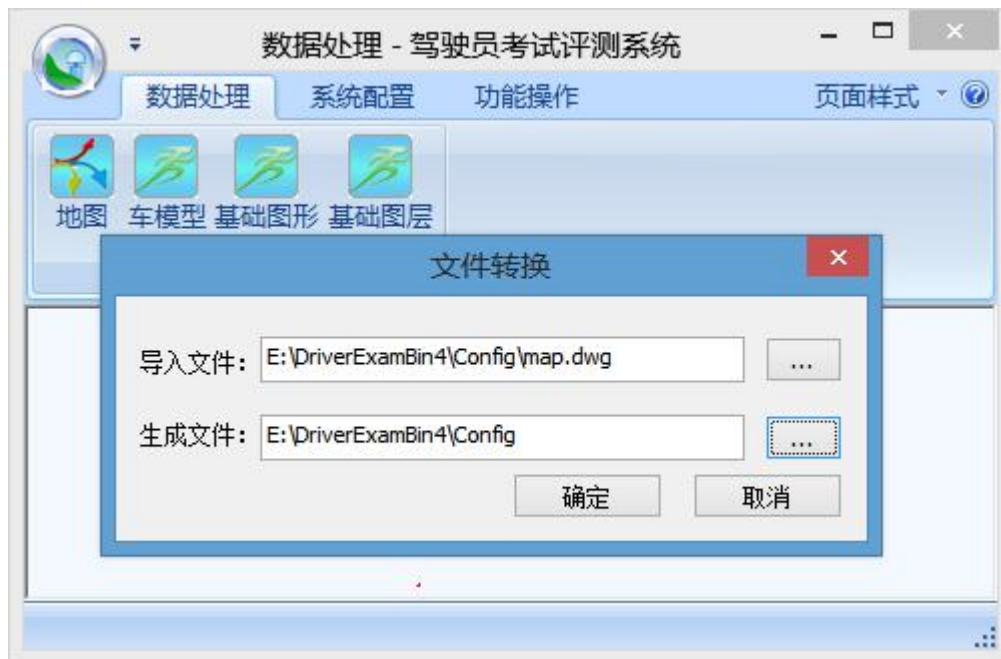 数据处理 - 驾驶员考试评测系统
数据处理 系统配置 功能操作 页面样式
地图 车模型 基础图形 基础图层
文件转换
导入文件： E:\DriverExamBin4\Config\map.dwg ...
生成文件： E:\DriverExamBin4\Config ...
确定 取消